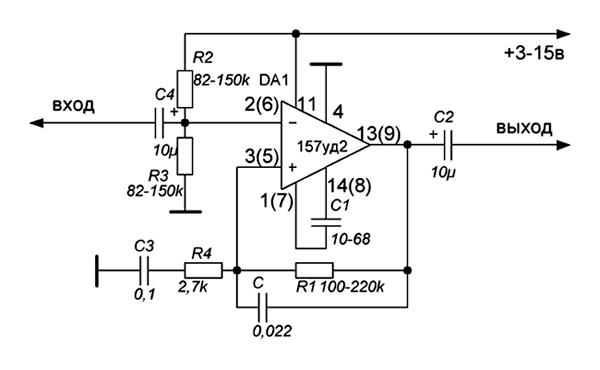 R2
82-150k
DA1
+3-15в
C4
+
вход
2(6)
11
4
13(9)
C2
+
выход
−
157уд2
10μ
10μ
3(5)
+
R3
82-150k
1(7)
14(8)
C1
10-68
C3
R4
0,1
2,7k
R1 100-220k
C
0,022